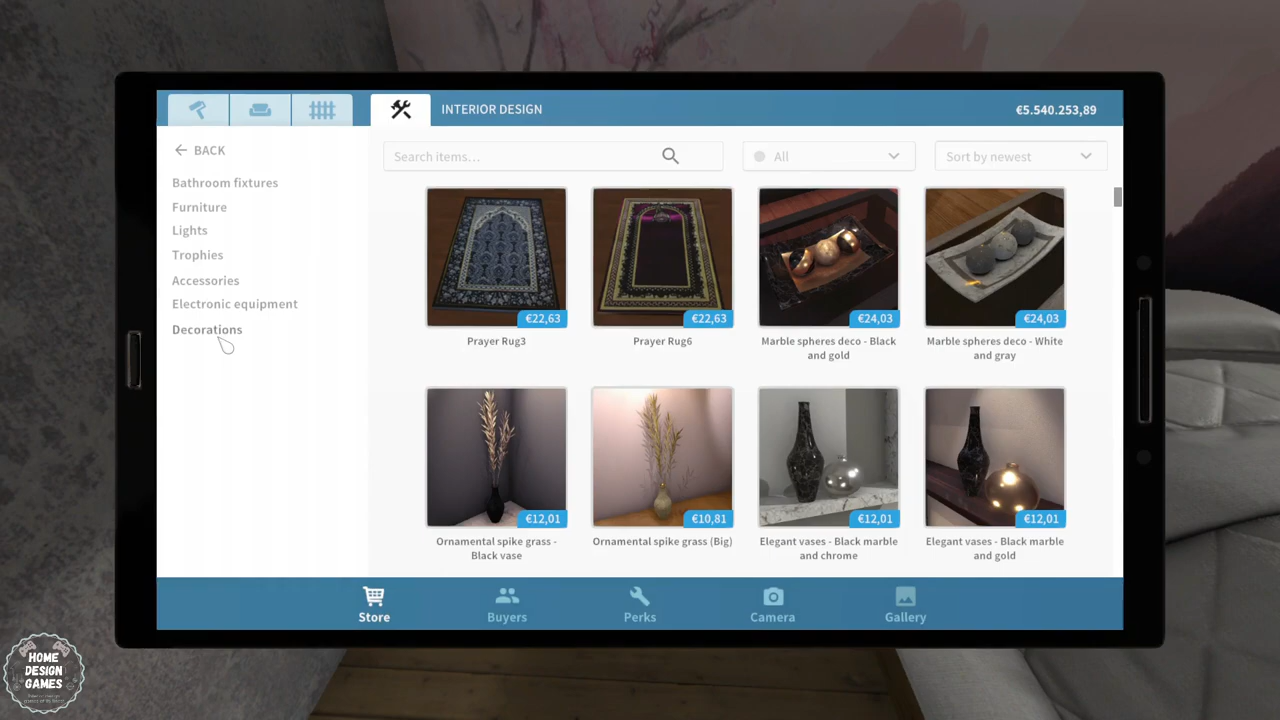 INTERIOR DESIGN
€5.540.253,89
BACK
Bathroom fixtures
Furniture
Lights
Trophies
Accessories
Electronic equipment
Decorations
Search items...
All
Sort by newest
€22,63
€22,63
€24,03
€24,03
Prayer Rug3
Prayer Rug6
Marble spheres deco - Black
and gold
Marble spheres deco - White
and gray
€12,01
€10,81
€12,01
€12,01
Ornamental spike grass -
Black vase
Ornamental spike grass (Big)
Elegant vases - Black marble
and chrome
Elegant vases - Black marble
and gold
Store
Buyers
Perks
Camera
Gallery
HOME
DESIGN
GAMES